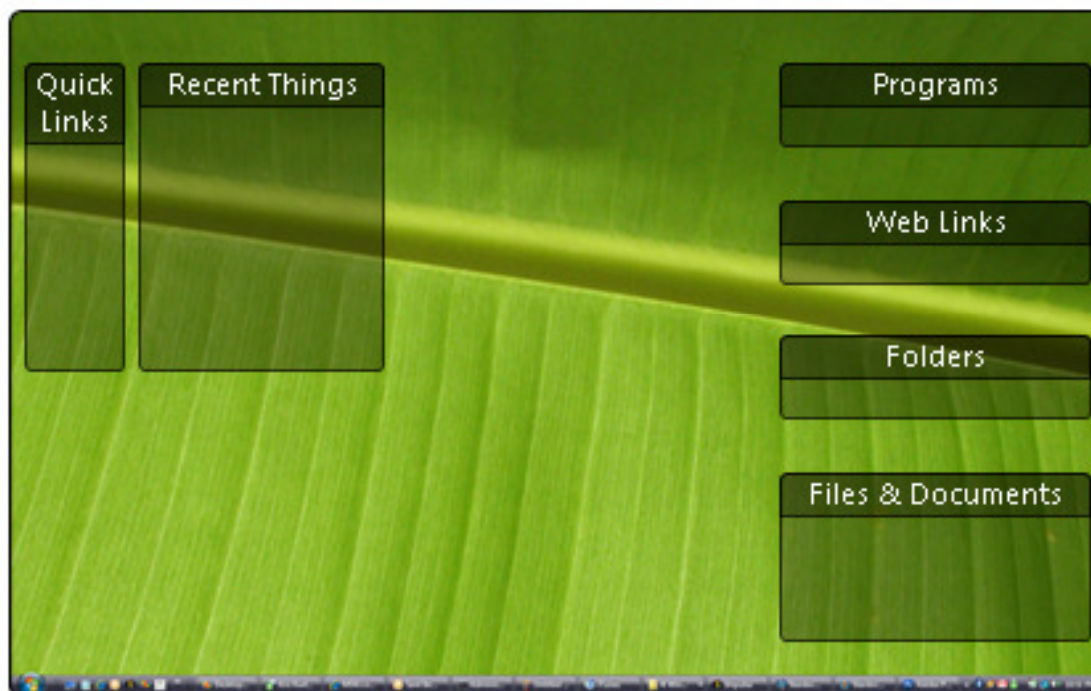 Quick
Links
Recent Things
Programs
Web Links
Folders
Files & Documents